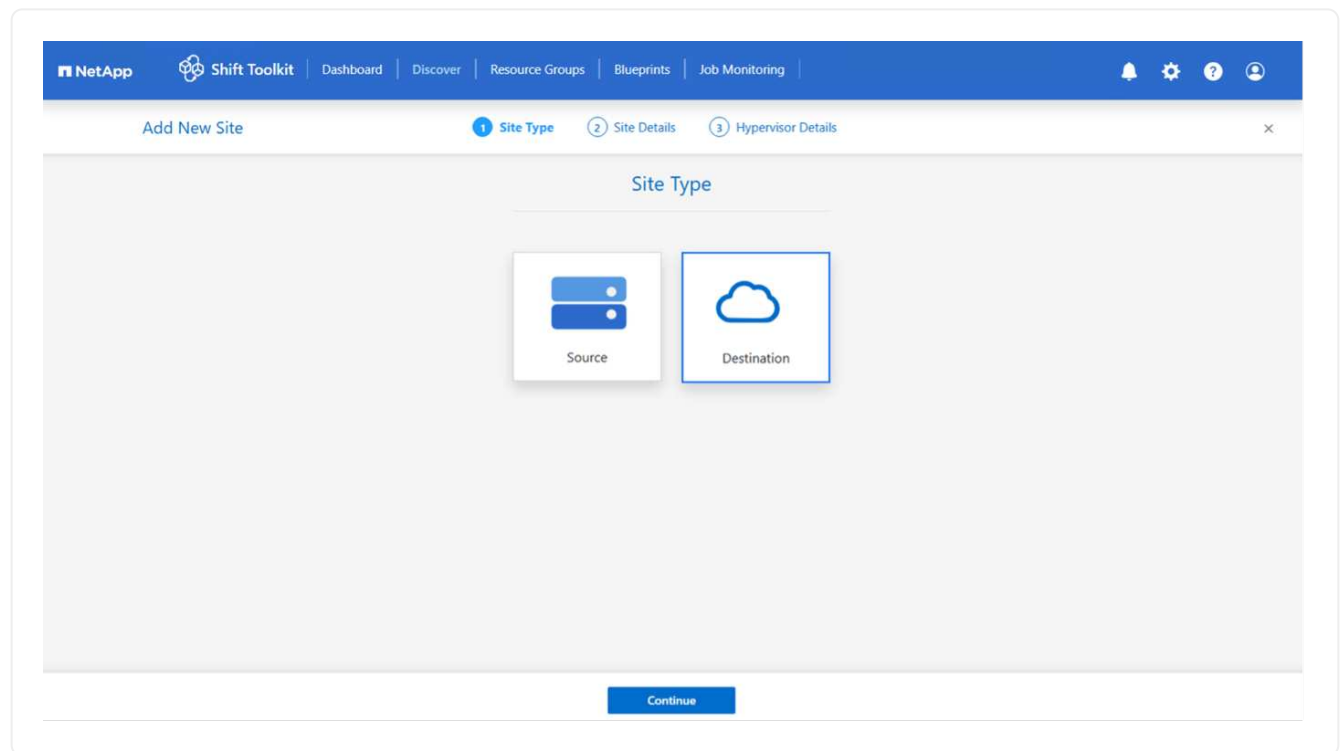 NetApp Shift Toolkit Dashboard Discover Resource Groups Blueprints Job Monitoring ?
Add New Site 1 Site Type 2 Site Details 3 Hypervisor Details ×
Site Type
Source Destination
Continue